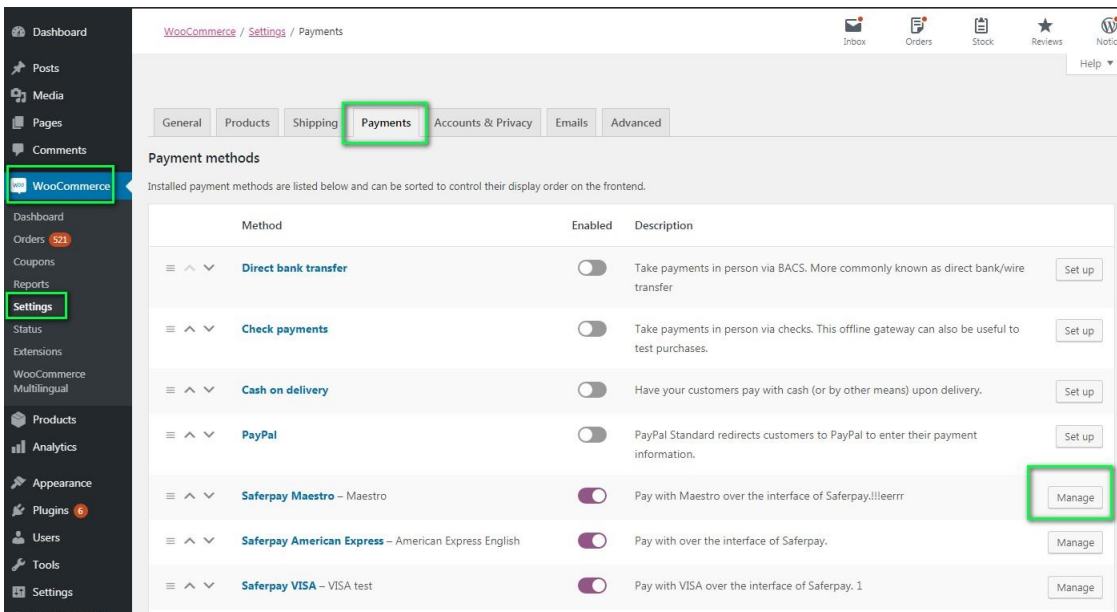 Dashboard
Posts
Media
Pages
Comments
WooCommerce
Dashboard
Orders 521
Coupons
Reports
Settings
Status
Extensions
WooCommerce
Multilingual
Products
Analytics
Appearance
Plugins 6
Users
Tools
Settings
WooCommerce / Settings / Payments
Inbox
Orders
Stock
Reviews
Notic
Help
General
Products
Shipping
Payments
Accounts & Privacy
Emails
Advanced
Payment methods
Installed payment methods are listed below and can be sorted to control their display order on the frontend.
Method
Enabled
Description
Direct bank transfer
Take payments in person via BACS. More commonly known as direct bank/wire
transfer
Set up
Check payments
Take payments in person via checks. This offline gateway can also be useful to
test purchases.
Set up
Cash on delivery
Have your customers pay with cash (or by other means) upon delivery.
Set up
PayPal
PayPal Standard redirects customers to PayPal to enter their payment
information.
Set up
Saferpay Maestro – Maestro
Pay with Maestro over the interface of Saferpay.!!!eerrr
Manage
Saferpay American Express – American Express English
Pay with over the interface of Saferpay.
Manage
Saferpay VISA – VISA test
Pay with VISA over the interface of Saferpay. 1
Manage